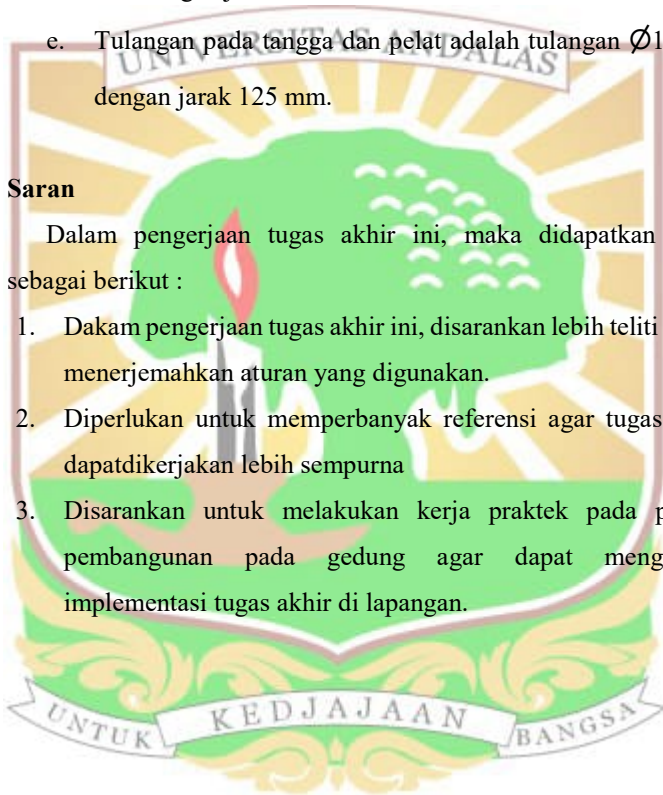 UNIVERSITAS ANDALAS
e. Tulangan pada tangga dan pelat adalah tulangan Ø1
dengan jarak 125 mm.
Saran
Dalam pengerjaan tugas akhir ini, maka didapatkan
sebagai berikut :
1. Dakam pengerjaan tugas akhir ini, disarankan lebih teliti
menerjemahkan aturan yang digunakan.
2. Diperlukan untuk memperbanyak referensi agar tugas
dapatdikerjakan lebih sempurna
3. Disarankan untuk melakukan kerja praktek pada p
pembangunan pada gedung agar dapat meng
implementasi tugas akhir di lapangan.
UNTUK KEDJAJAAN BANGSA